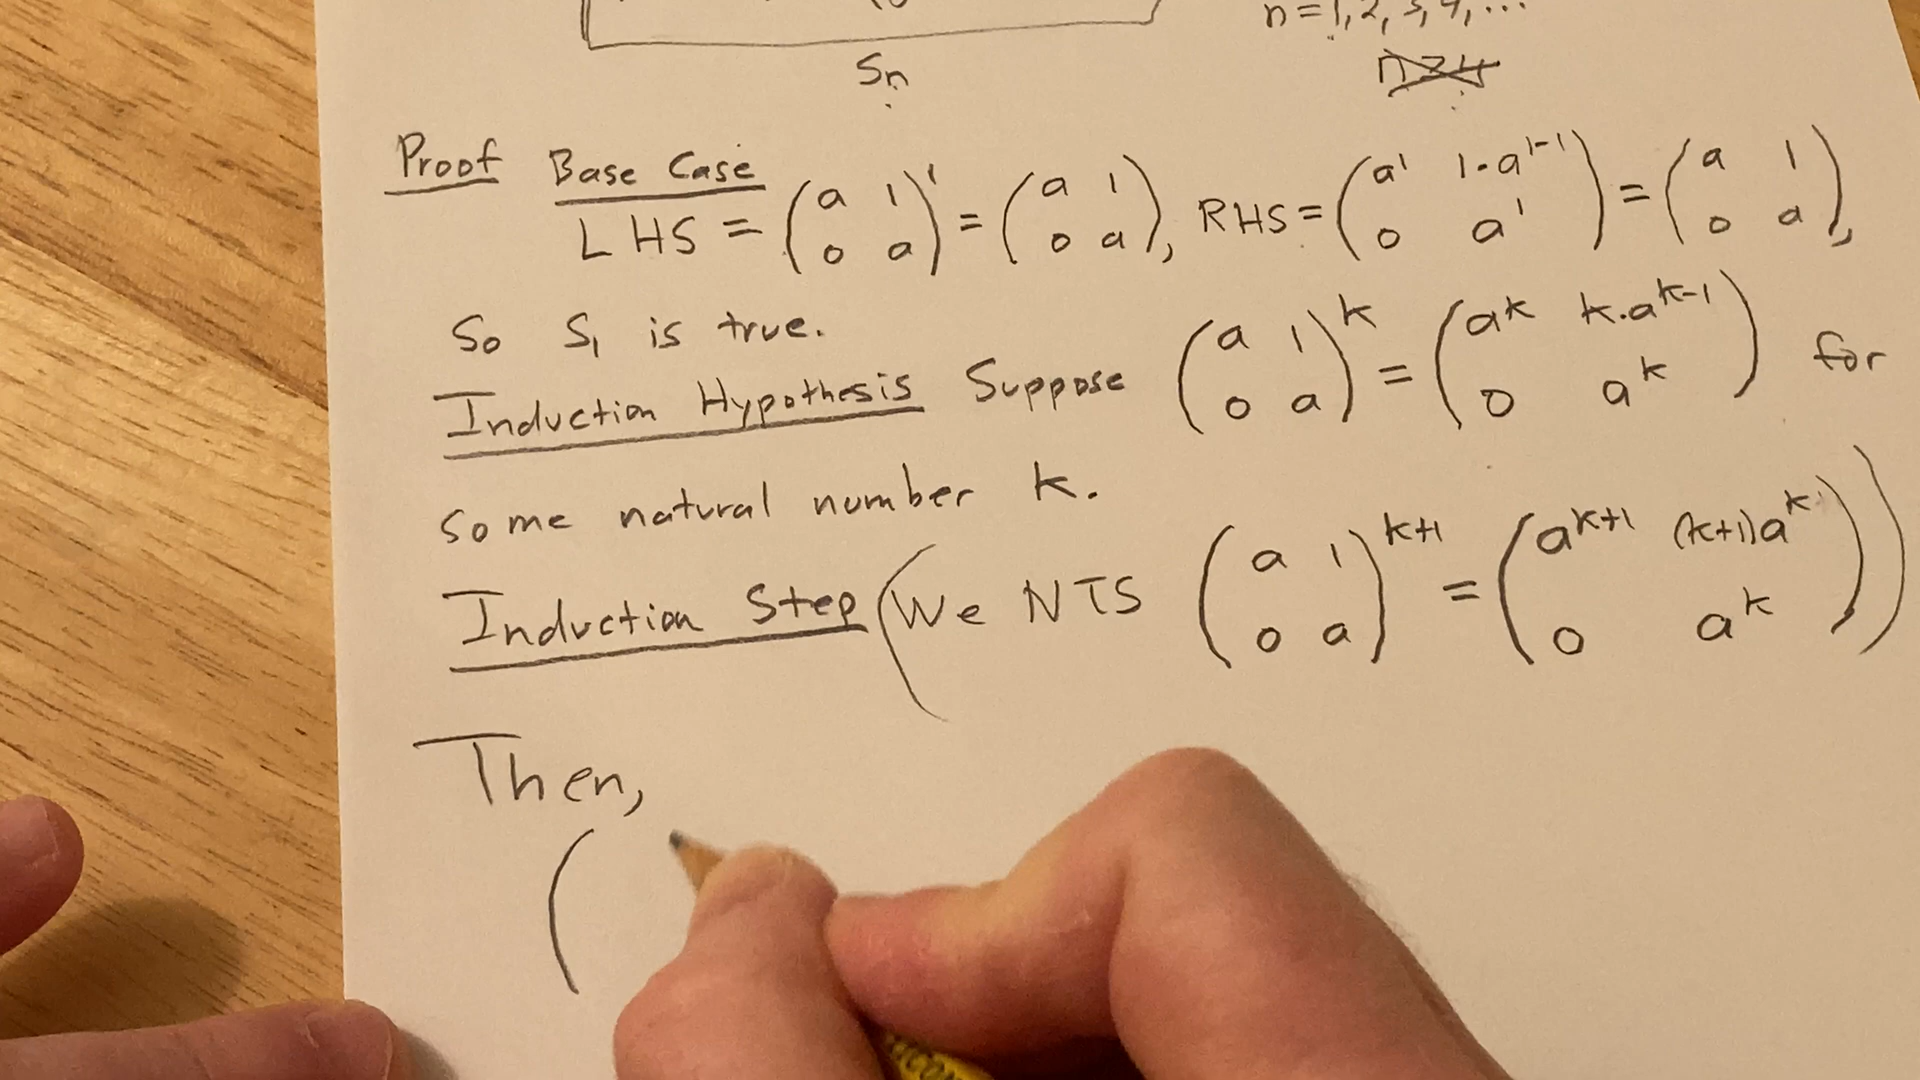 n=1,2,3,4,...
Sn
n≥4
Proof Base Case
LHS = (a 1; 0 a)^1 = (a 1; 0 a), RHS = (a^1 1·a^(1-1); 0 a^1) = (a 1; 0 a),
So S₁ is true.
Induction Hypothesis Suppose (a 1; 0 a)^k = (a^k k·a^(k-1); 0 a^k) for
some natural number k.
Induction Step (We NTS (a 1; 0 a)^(k+1) = (a^(k+1) (k+1)a^k; 0 a^k))
Then,
(